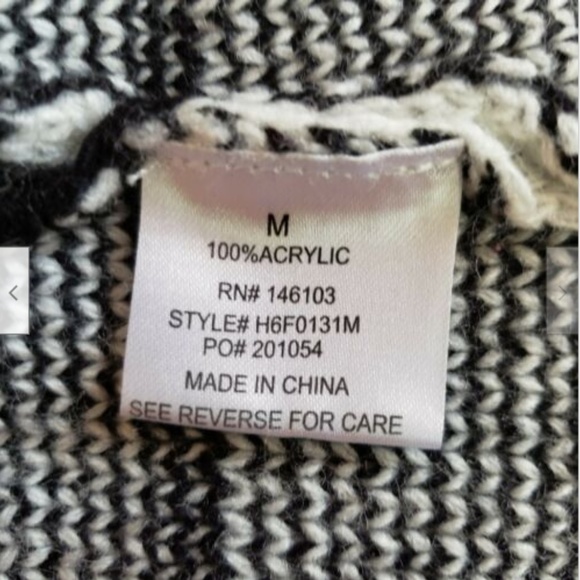 M
100%ACRYLIC
RN# 146103
STYLE# H6F0131M
PO# 201054
MADE IN CHINA
SEE REVERSE FOR CARE